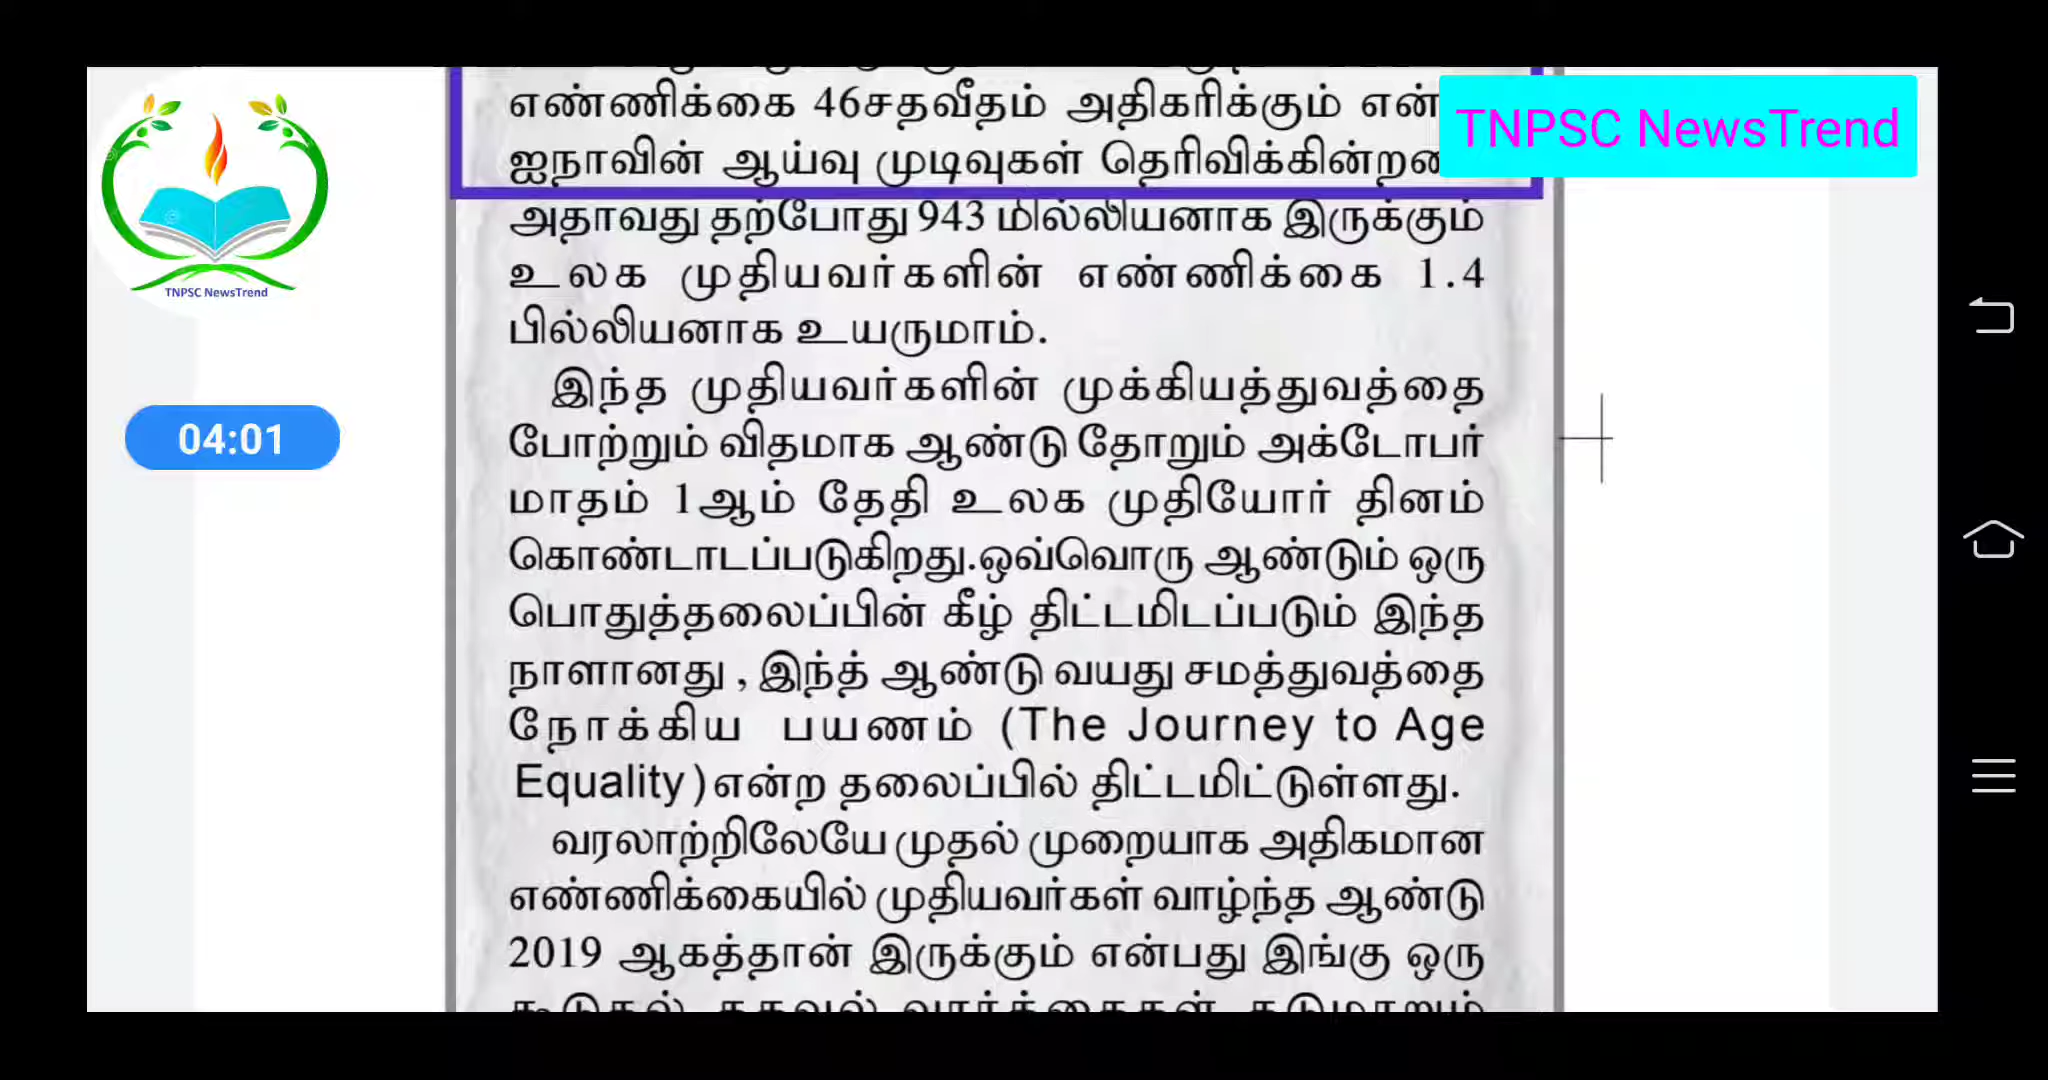 எண்ணிக்கை 46சதவீதம் அதிகரிக்கும்
TNPSC NewsTrend
ஐநாவின் ஆய்வு முடிவுகள்
அதாவது தற்போது 943 மில்லியனாக இருக்கும்
உலக முதியவர்களின் எண்ணிக்கை 1.4
பில்லியனாக உயருமாம்.
TNPSC NewsTrend
இந்த முதியவர்களின் முக்கியத்துவத்தை
04:01
போற்றும் விதமாக ஆண்டு தோறும் அக்டோபர்
மாதம் 1ஆம் தேதி உலக முதியோர் தினம்
கொண்டாடப்படுகிறது.ஒவ்வொரு ஆண்டும் ஒரு
பொதுத்தலைப்பின் கீழ் திட்டமிடப்படும் இந்த
நாளானது , இந்த் ஆண்டு வயது சமத்துவத்தை
நோக்கிய பயணம் (The Journey to Age
Equality)என்ற தலைப்பில் திட்டமிட்டுள்ளது.
வரலாற்றிலேயே முதல் முறையாக அதிகமான
எண்ணிக்கையில் முதியவர்கள் வாழ்ந்த ஆண்டு
2019 ஆகத்தான் இருக்கும் என்பது இங்கு ஒரு